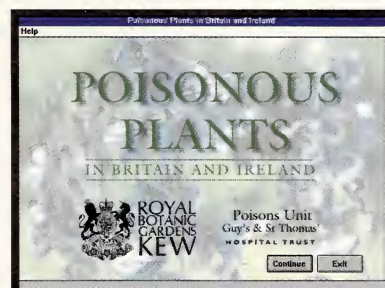 Poisonous Plants in Britain and Ireland
Help
POISONOUS
PLANTS
IN BRITAIN AND IRELAND
ROYAL
BOTANIC
GARDENS
KEW
Poisons Unit
Guy's & St Thomas'
HOSPITAL TRUST
Continue
Exit